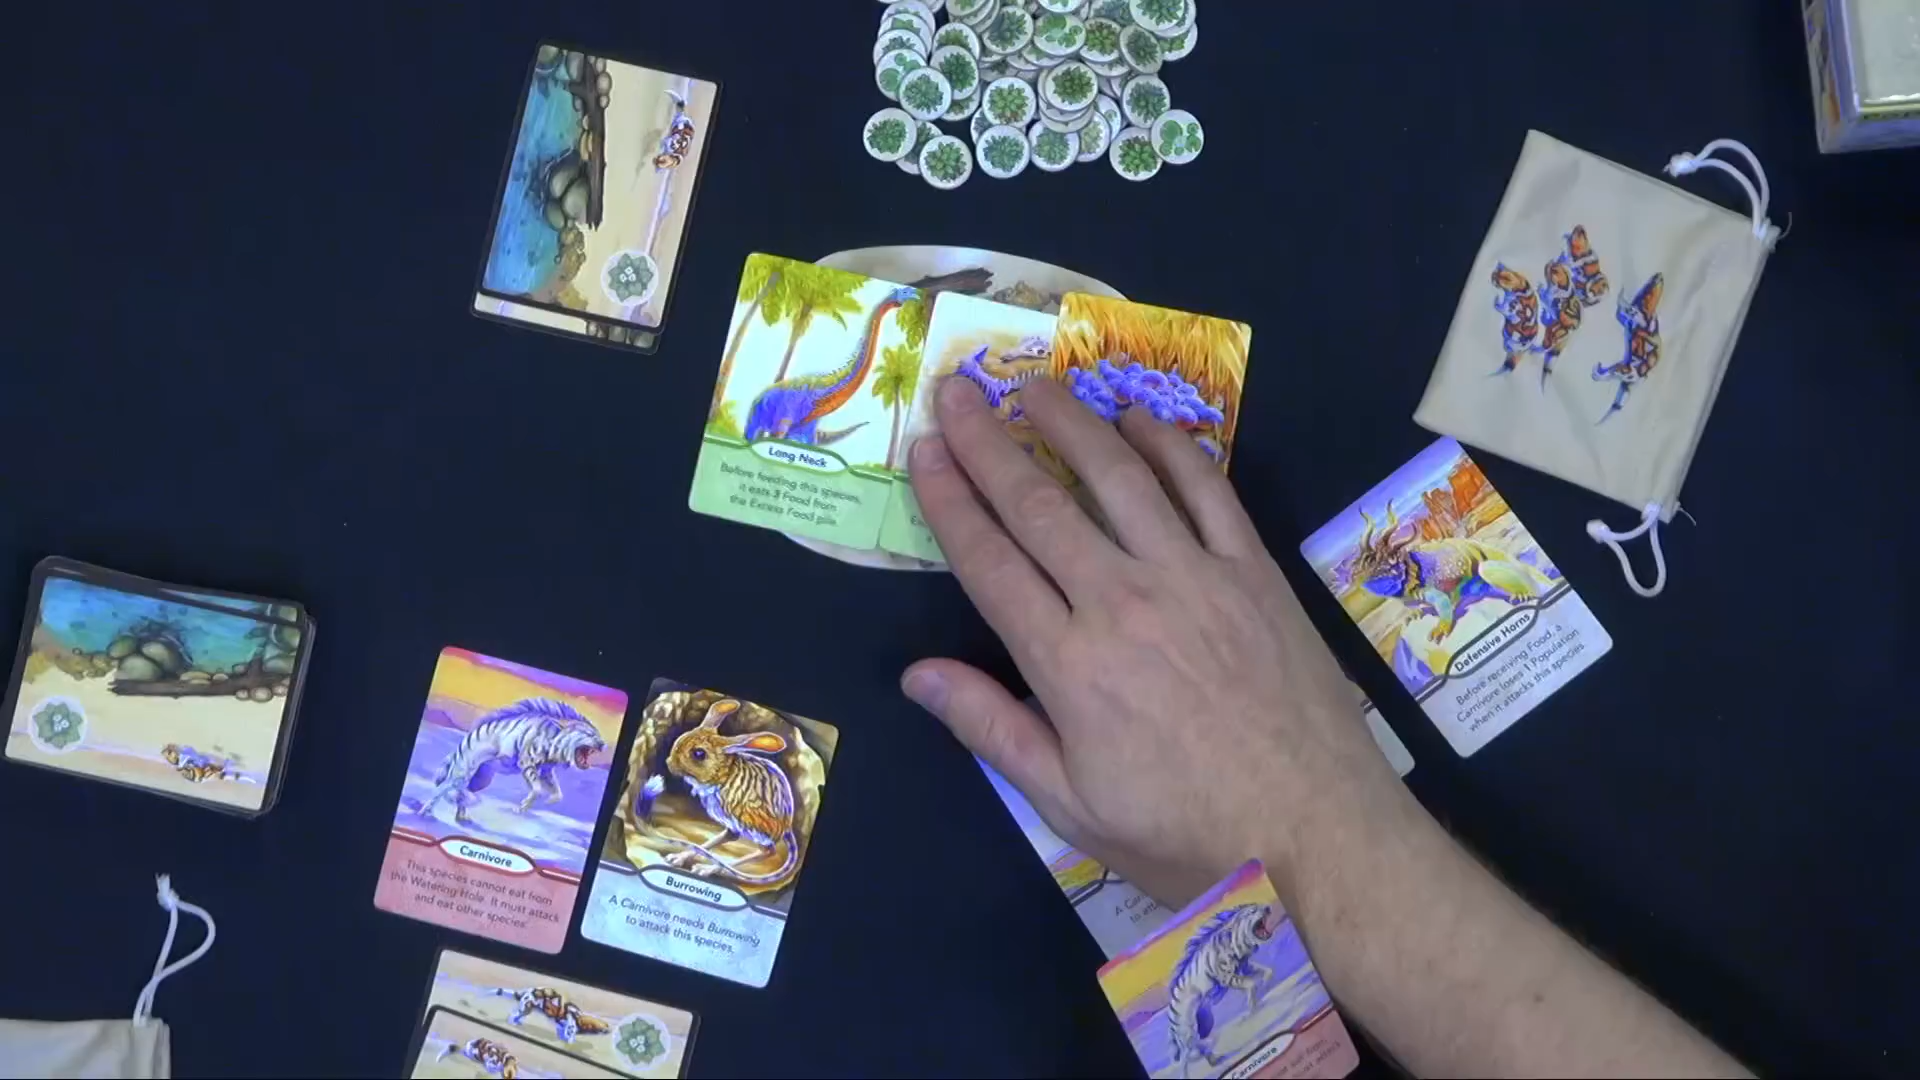 Long Neck
Before feeding this species,
it eats 3 Food from
the Excess Food pile.
Defensive Horns
Before receiving Food, a
Carnivore loses 1 Population
when it attacks this species.
Carnivore
This species cannot eat from
the Watering Hole. It must attack
and eat other species.
Burrowing
A Carnivore needs Burrowing
to attack this species.
Carnivore